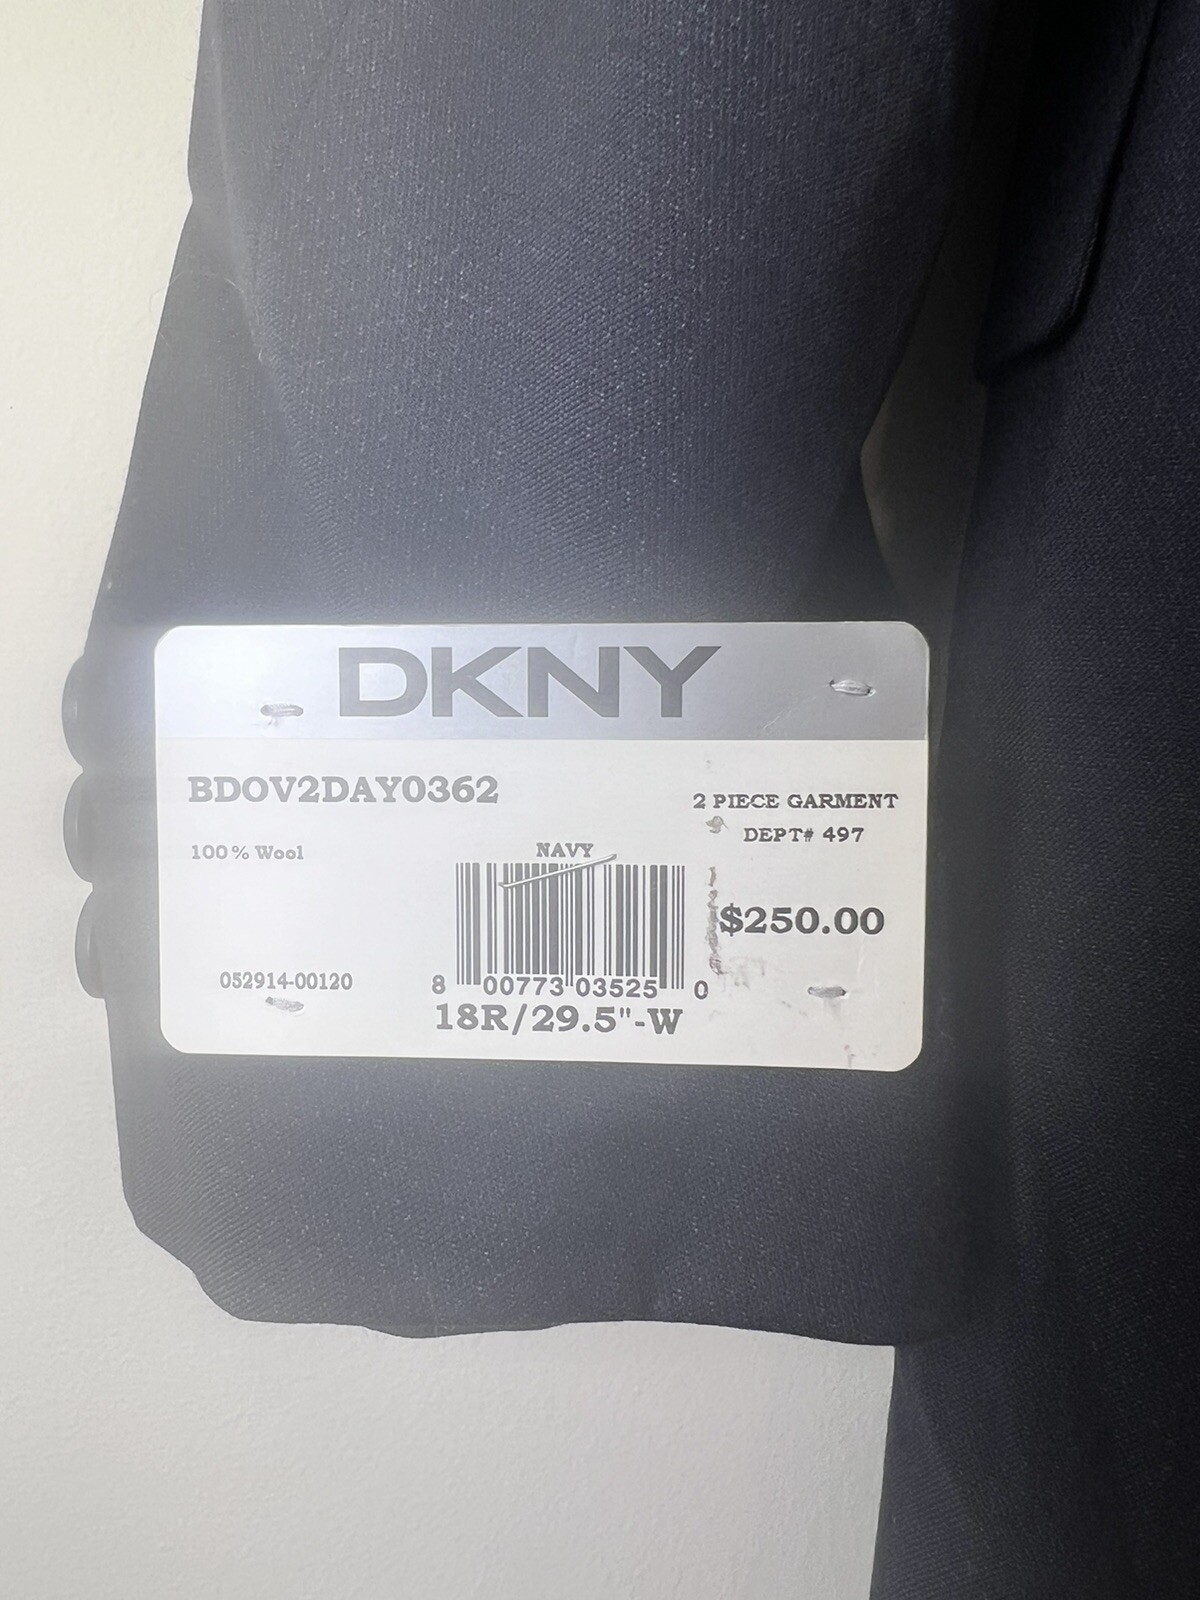 DKNY
BDOV2DAY0362
2 PIECE GARMENT
DEPT# 497
100% Wool
NAVY
$250.00
052914-00120
8 00773 03525 0
18R/29.5"-W